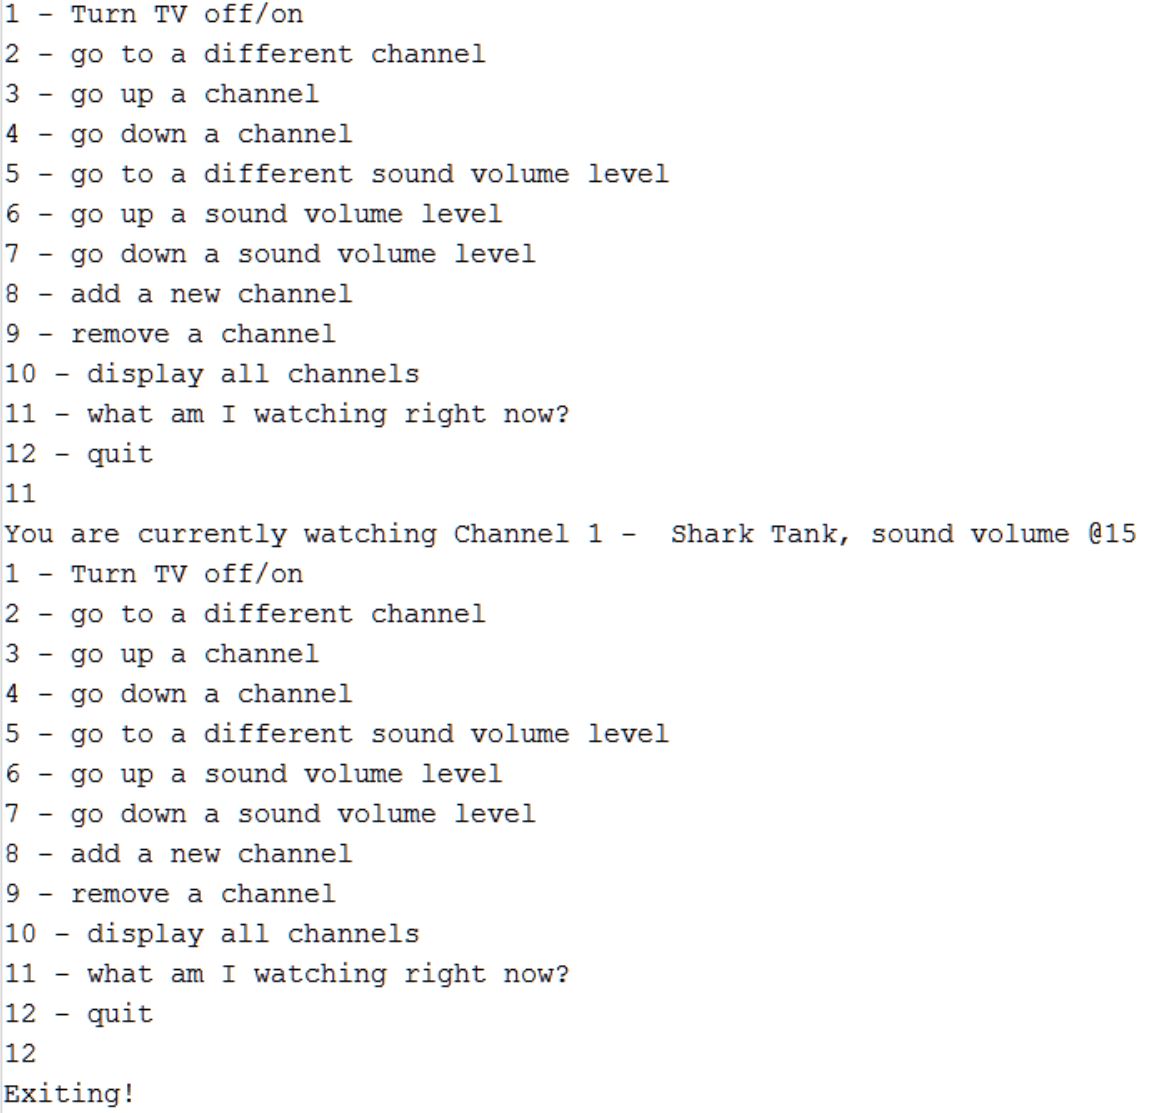 1 - Turn TV off/on
2 - go to a different channel
3 - go up a channel
4 - go down a channel
5 - go to a different sound volume level
6 - go up a sound volume level
7 - go down a sound volume level
8 - add a new channel
9 - remove a channel
10 - display all channels
11 - what am I watching right now?
12 - quit
11
You are currently watching Channel 1 -  Shark Tank, sound volume @15
1 - Turn TV off/on
2 - go to a different channel
3 - go up a channel
4 - go down a channel
5 - go to a different sound volume level
6 - go up a sound volume level
7 - go down a sound volume level
8 - add a new channel
9 - remove a channel
10 - display all channels
11 - what am I watching right now?
12 - quit
12
Exiting!